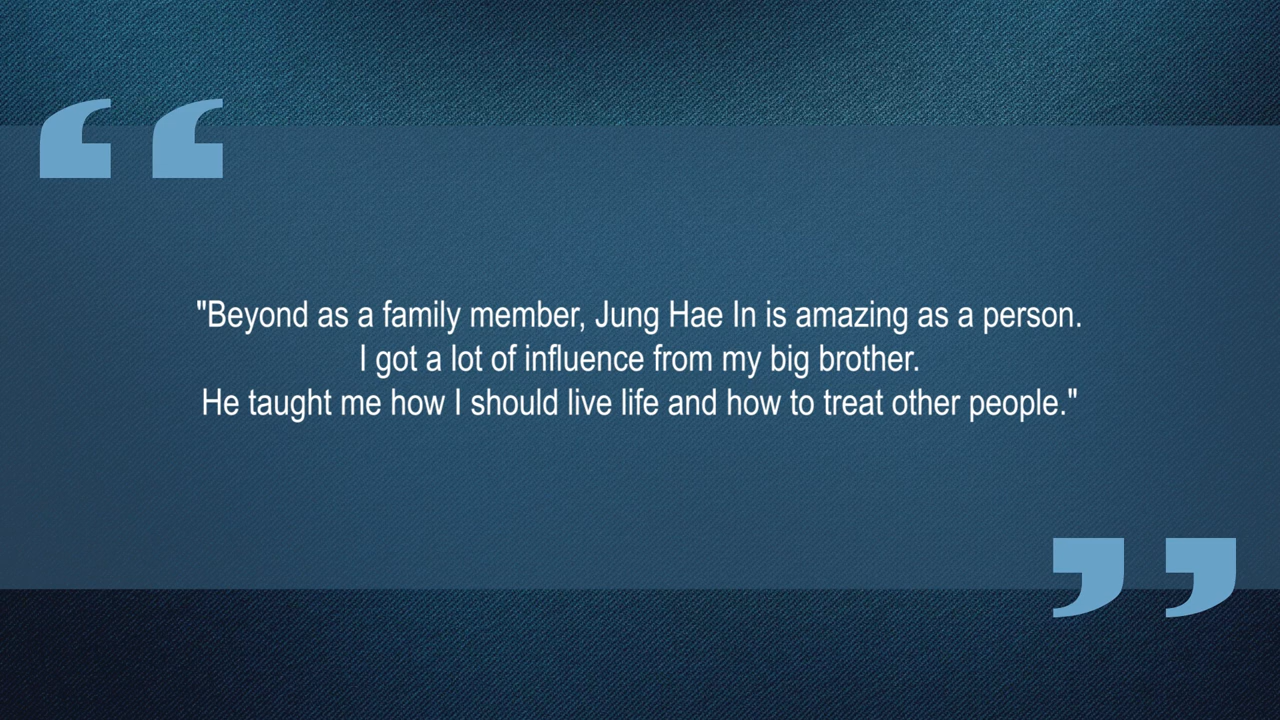 "Beyond as a family member, Jung Hae In is amazing as a person.
I got a lot of influence from my big brother.
He taught me how I should live life and how to treat other people."